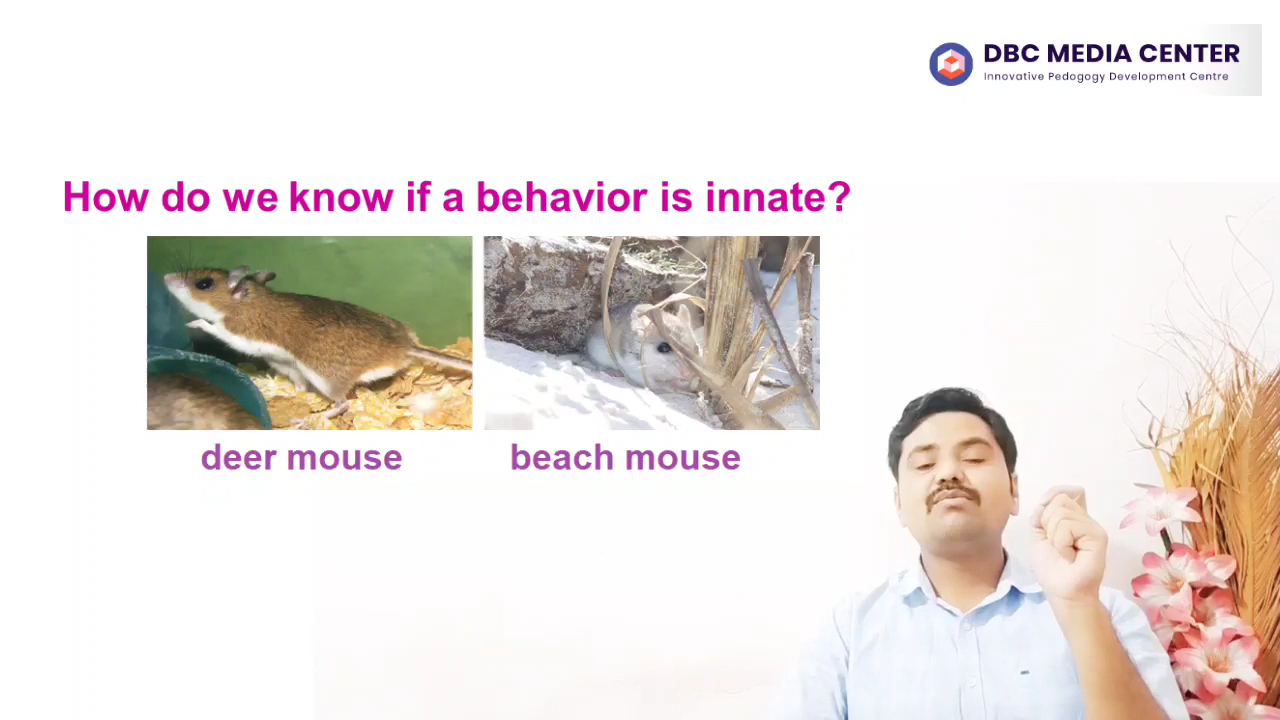 DBC MEDIA CENTER
Innovative Pedogogy Development Centre
How do we know if a behavior is innate?
deer mouse
beach mouse